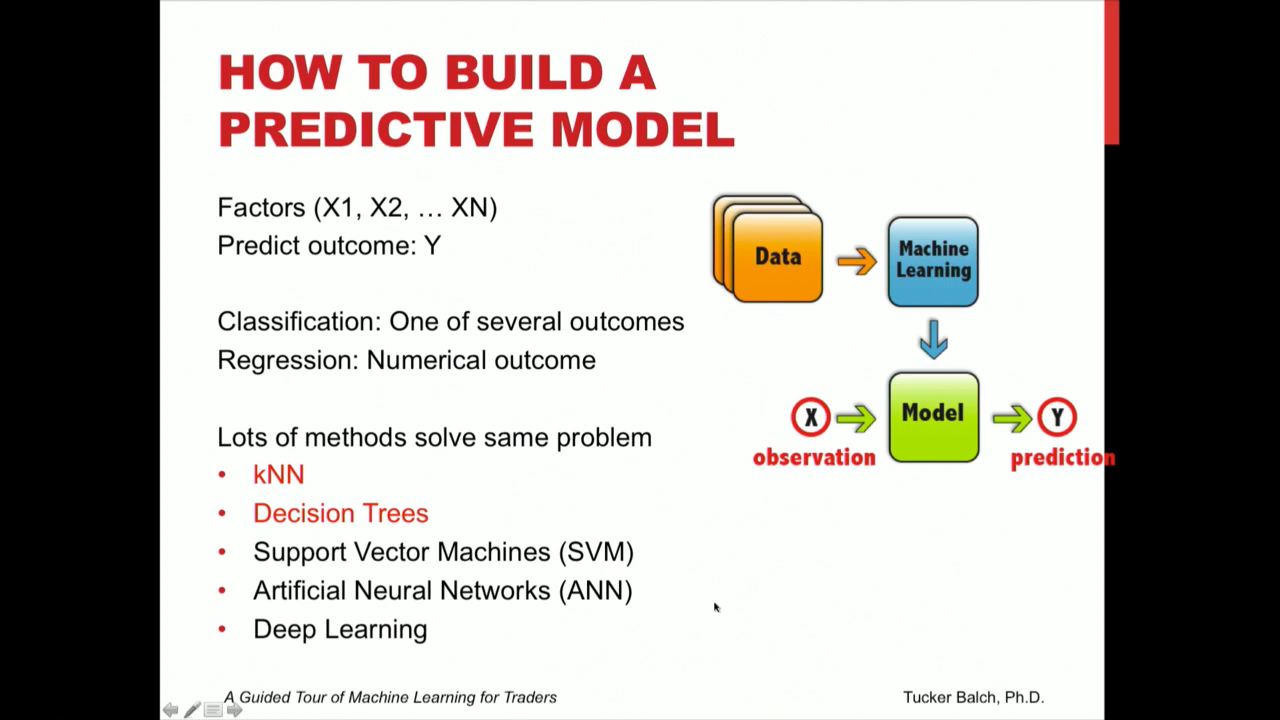 HOW TO BUILD A
PREDICTIVE MODEL
Factors (X1, X2, … XN)
Predict outcome: Y
Classification: One of several outcomes
Regression: Numerical outcome
Lots of methods solve same problem
• kNN
• Decision Trees
• Support Vector Machines (SVM)
• Artificial Neural Networks (ANN)
• Deep Learning
Data
Machine
Learning
X
Model
Y
observation
prediction
A Guided Tour of Machine Learning for Traders
Tucker Balch, Ph.D.